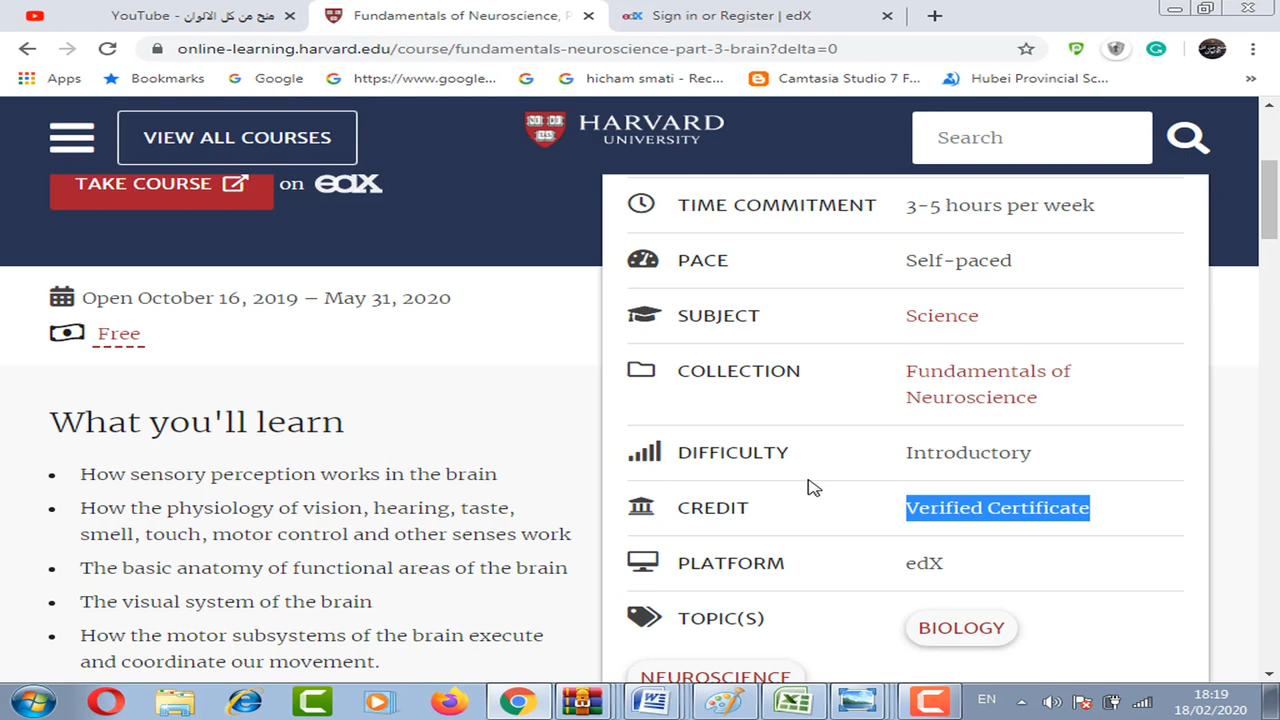 YouTube - منح من كل الالوان
Fundamentals of Neuroscience, P
Sign in or Register | edX
online-learning.harvard.edu/course/fundamentals-neuroscience-part-3-brain?delta=0
Apps
Bookmarks
Google
https://www.google...
hicham smati - Rec...
Camtasia Studio 7 F...
Hubei Provincial Sc...
VIEW ALL COURSES
HARVARD
UNIVERSITY
Search
TAKE COURSE on edX
TIME COMMITMENT 3-5 hours per week
PACE Self-paced
Open October 16, 2019 – May 31, 2020
SUBJECT Science
Free
COLLECTION Fundamentals of
Neuroscience
What you'll learn
DIFFICULTY Introductory
• How sensory perception works in the brain
• How the physiology of vision, hearing, taste,
smell, touch, motor control and other senses work
CREDIT Verified Certificate
• The basic anatomy of functional areas of the brain
PLATFORM edX
• The visual system of the brain
TOPIC(S) BIOLOGY
• How the motor subsystems of the brain execute
and coordinate our movement.
NEUROSCIENCE
EN
18:19
18/02/2020